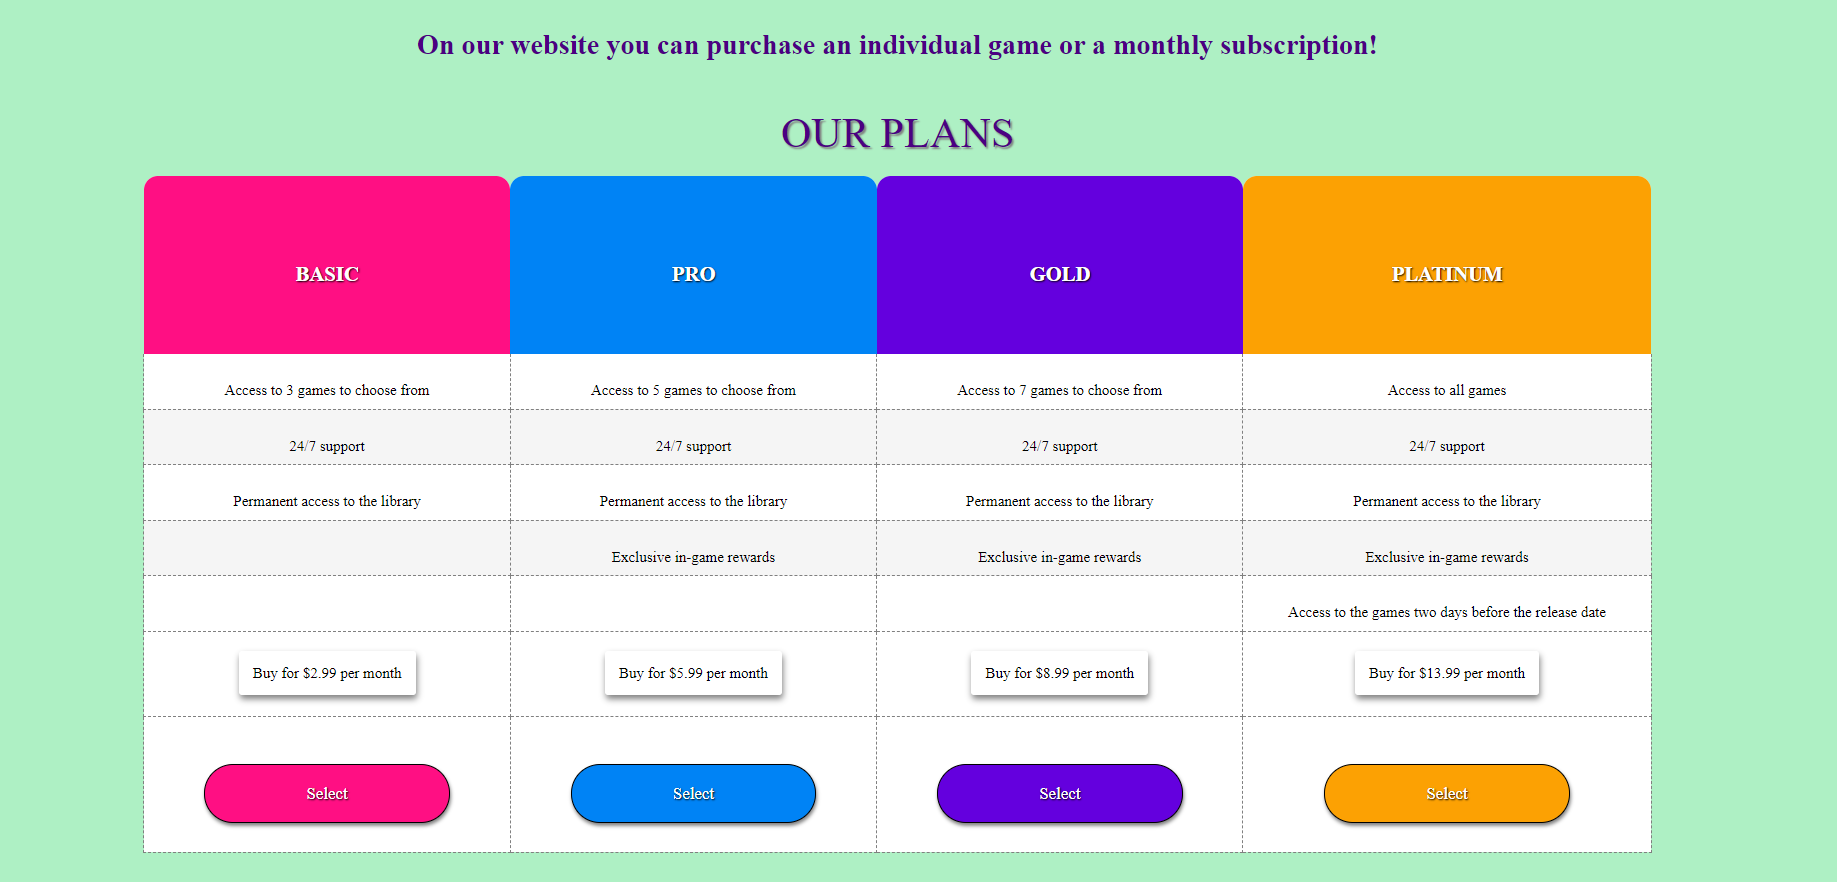 On our website you can purchase an individual game or a monthly subscription!
OUR PLANS
BASIC PRO GOLD PLATINUM
Access to 3 games to choose from Access to 5 games to choose from Access to 7 games to choose from Access to all games
24/7 support 24/7 support 24/7 support 24/7 support
Permanent access to the library Permanent access to the library Permanent access to the library Permanent access to the library
Exclusive in-game rewards Exclusive in-game rewards Exclusive in-game rewards
Access to the games two days before the release date
Buy for $2.99 per month Buy for $5.99 per month Buy for $8.99 per month Buy for $13.99 per month
Select Select Select Select